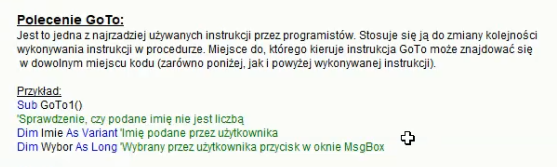 Polecenie GoTo:
Jest to jedna z najrzadziej używanych instrukcji przez programistów. Stosuje się ją do zmiany kolejności
wykonywania instrukcji w procedurze. Miejsce do, którego kieruje instrukcja GoTo może znajdować się
w dowolnym miejscu kodu (zarówno poniżej, jak i powyżej wykonywanej instrukcji).
Przykład:
Sub GoTo1()
'Sprawdzenie, czy podane imię nie jest liczbą
Dim Imie As Variant 'Imię podane przez użytkownika
Dim Wybor As Long 'Wybrany przez użytkownika przycisk w oknie MsgBox